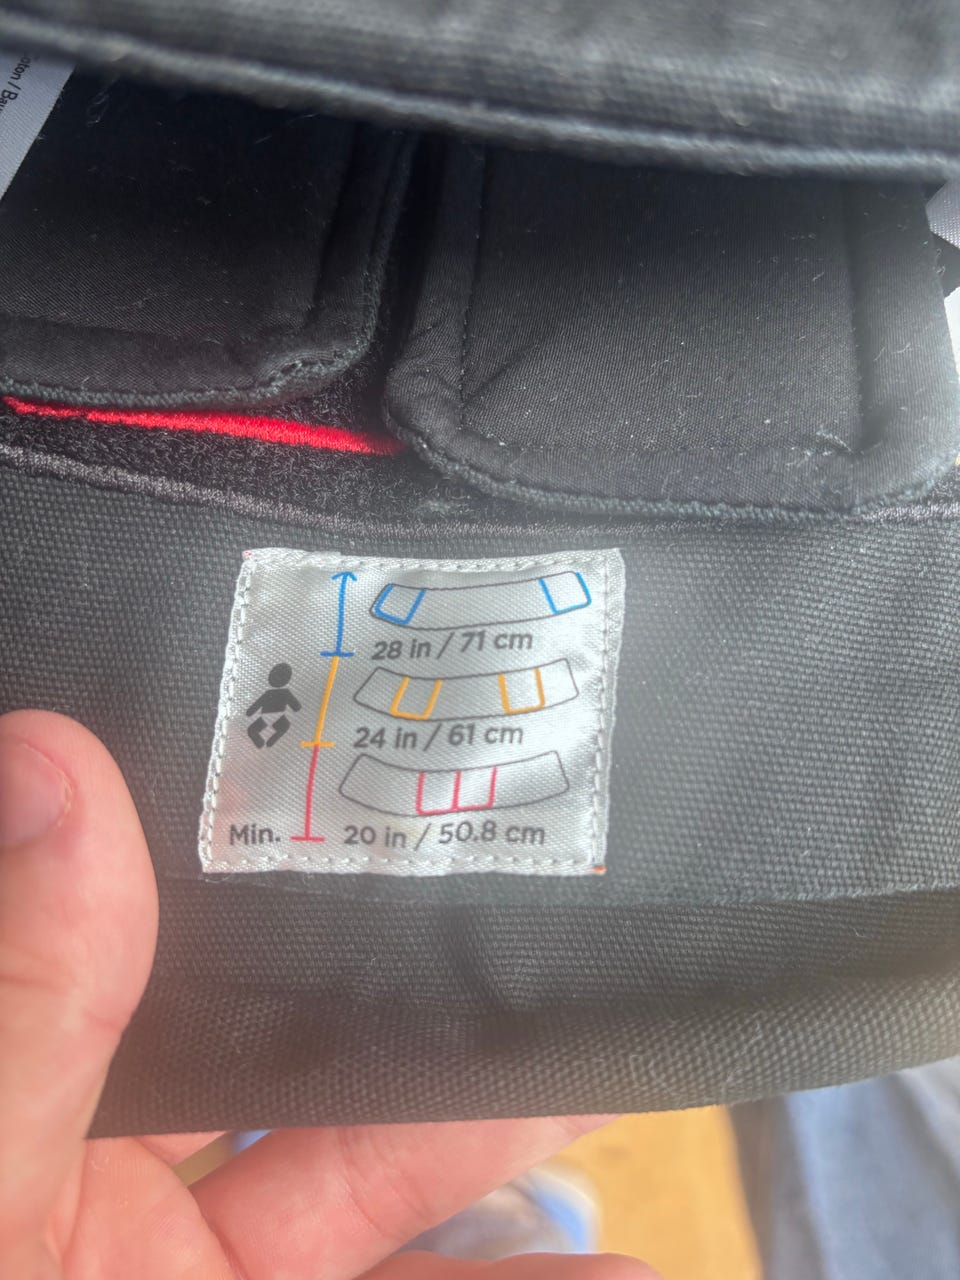 28 in / 71 cm
24 in / 61 cm
Min. 20 in / 50.8 cm